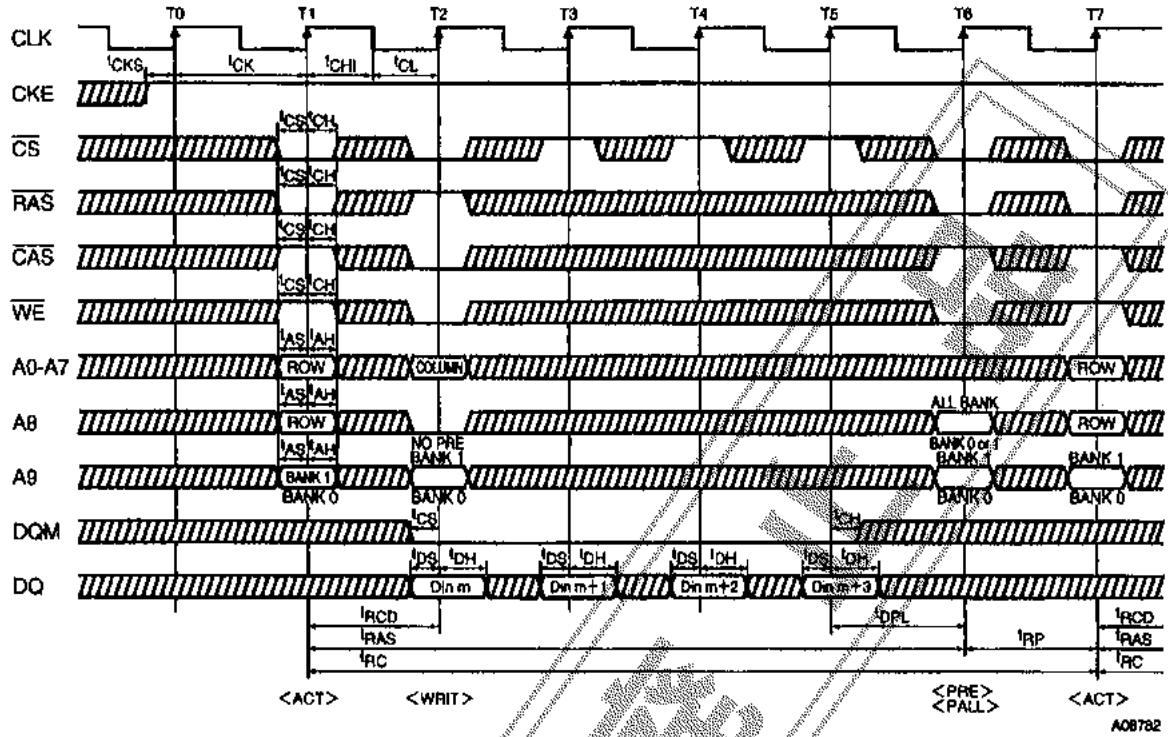 T0 T1 T2 T3 T4 T5 T6 T7
CLK
tCKS tCK tCHI tCL
CKE
tCS tCH
CS
tCS tCH
RAS
tCS tCH
CAS
tCS tCH
WE
tAS tAH
A0-A7 ROW COLUMN ROW
tAS tAH ALL BANK
A8 ROW ROW
tAS tAH NO PRE BANK 0 or 1
BANK 1 BANK 1 BANK 1
A9 BANK 1
BANK 0 BANK 0 BANK 0 BANK 0
tCS tCH
DQM
tDS tDH tDS tDH tDS tDH tDS tDH
DQ Din m Din m+1 Din m+2 Din m+3
tRCD tDPL tRCD
tRAS tRP tRAS
tRC tRC
<ACT> <WRIT> <PRE> <ACT>
<PALL>
A08782